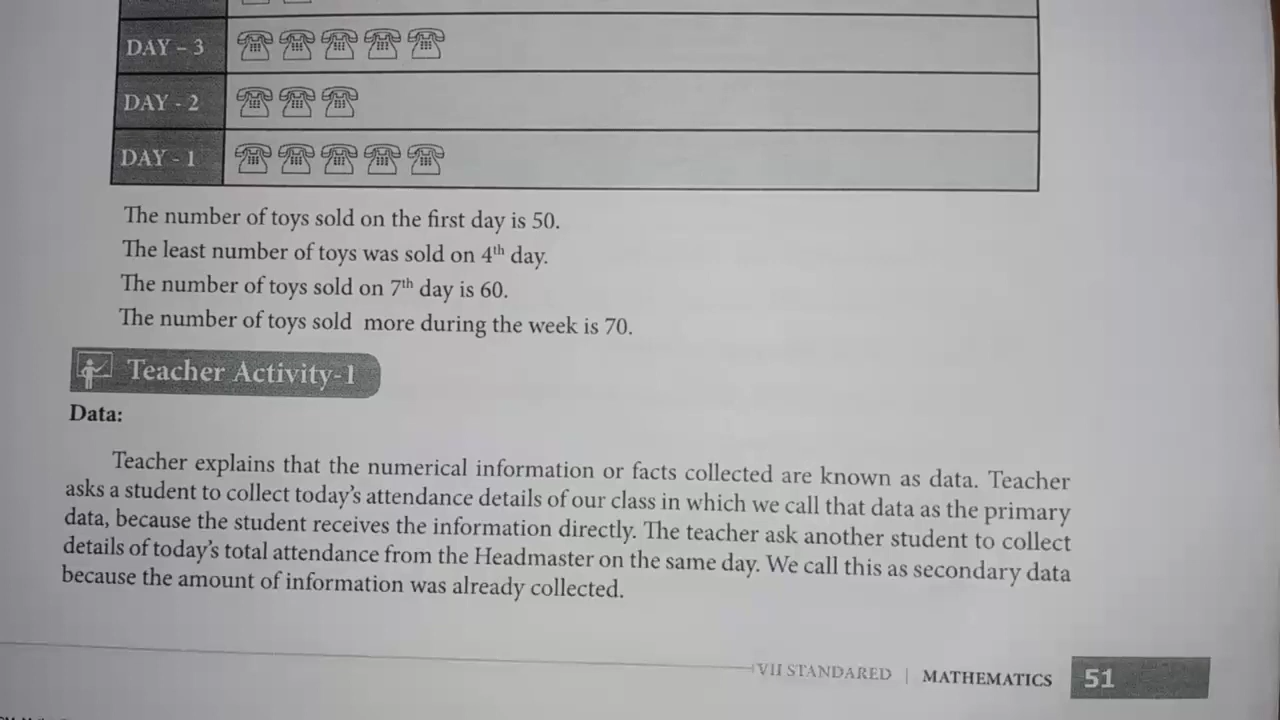 DAY – 3
DAY - 2
DAY - 1
The number of toys sold on the first day is 50.
The least number of toys was sold on 4th day.
The number of toys sold on 7th day is 60.
The number of toys sold more during the week is 70.
Teacher Activity-1
Data:
Teacher explains that the numerical information or facts collected are known as data. Teacher
asks a student to collect today's attendance details of our class in which we call that data as the primary
data, because the student receives the information directly. The teacher ask another student to collect
details of today's total attendance from the Headmaster on the same day. We call this as secondary data
because the amount of information was already collected.
VII STANDARED | MATHEMATICS 51